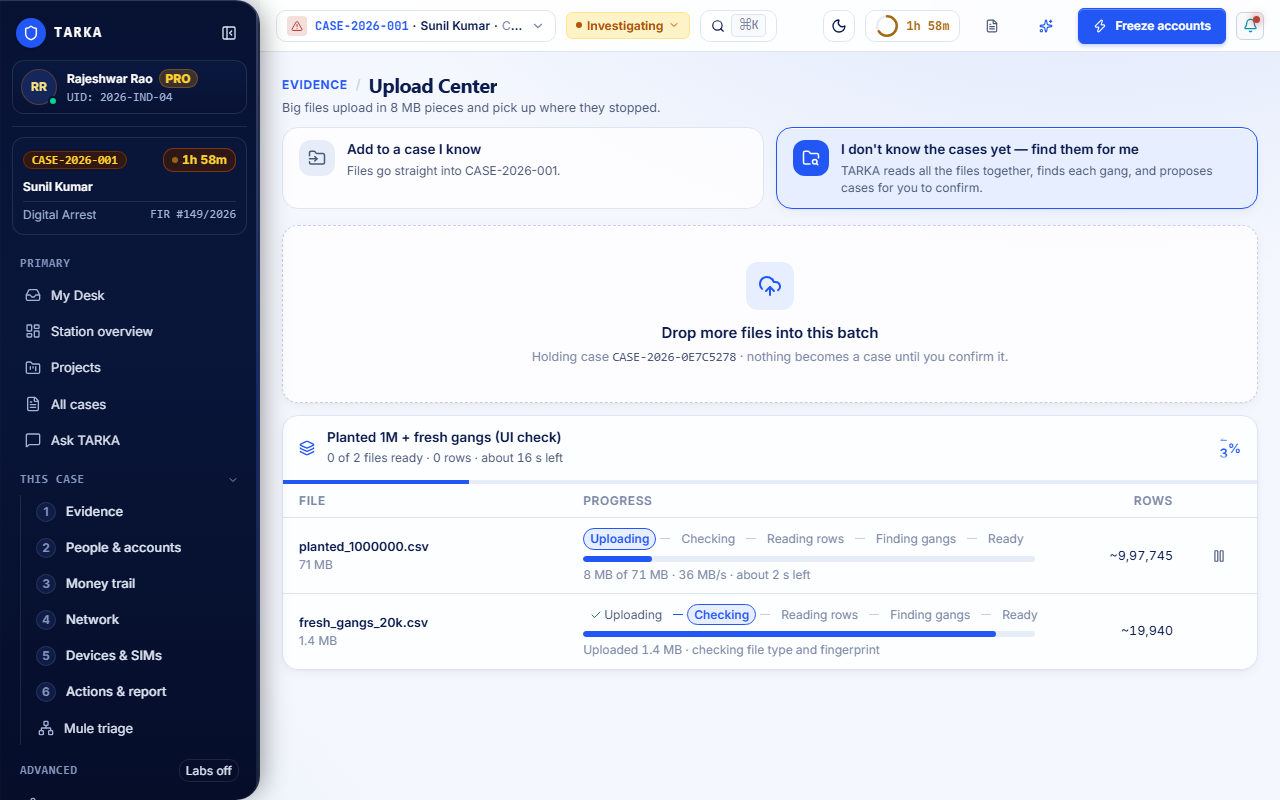 TARKA
Rajeshwar Rao PRO
RR
UID: 2026-IND-04
CASE-2026-001 1h 58m
Sunil Kumar
Digital Arrest FIR #149/2026
PRIMARY
My Desk
Station overview
Projects
All cases
Ask TARKA
THIS CASE
1 Evidence
2 People & accounts
3 Money trail
4 Network
5 Devices & SIMs
6 Actions & report
Mule triage
ADVANCED Labs off
CASE-2026-001 · Sunil Kumar · C... Investigating ⌘K 1h 58m Freeze accounts
EVIDENCE / Upload Center
Big files upload in 8 MB pieces and pick up where they stopped.
Add to a case I know
Files go straight into CASE-2026-001.
I don't know the cases yet — find them for me
TARKA reads all the files together, finds each gang, and proposes
cases for you to confirm.
Drop more files into this batch
Holding case CASE-2026-0E7C5278 · nothing becomes a case until you confirm it.
Planted 1M + fresh gangs (UI check)
0 of 2 files ready · 0 rows · about 16 s left
3%
FILE PROGRESS ROWS
Uploading — Checking — Reading rows — Finding gangs — Ready
planted_1000000.csv
71 MB
8 MB of 71 MB · 36 MB/s · about 2 s left
~9,97,745
✓ Uploading — Checking — Reading rows — Finding gangs — Ready
fresh_gangs_20k.csv
1.4 MB
Uploaded 1.4 MB · checking file type and fingerprint
~19,940